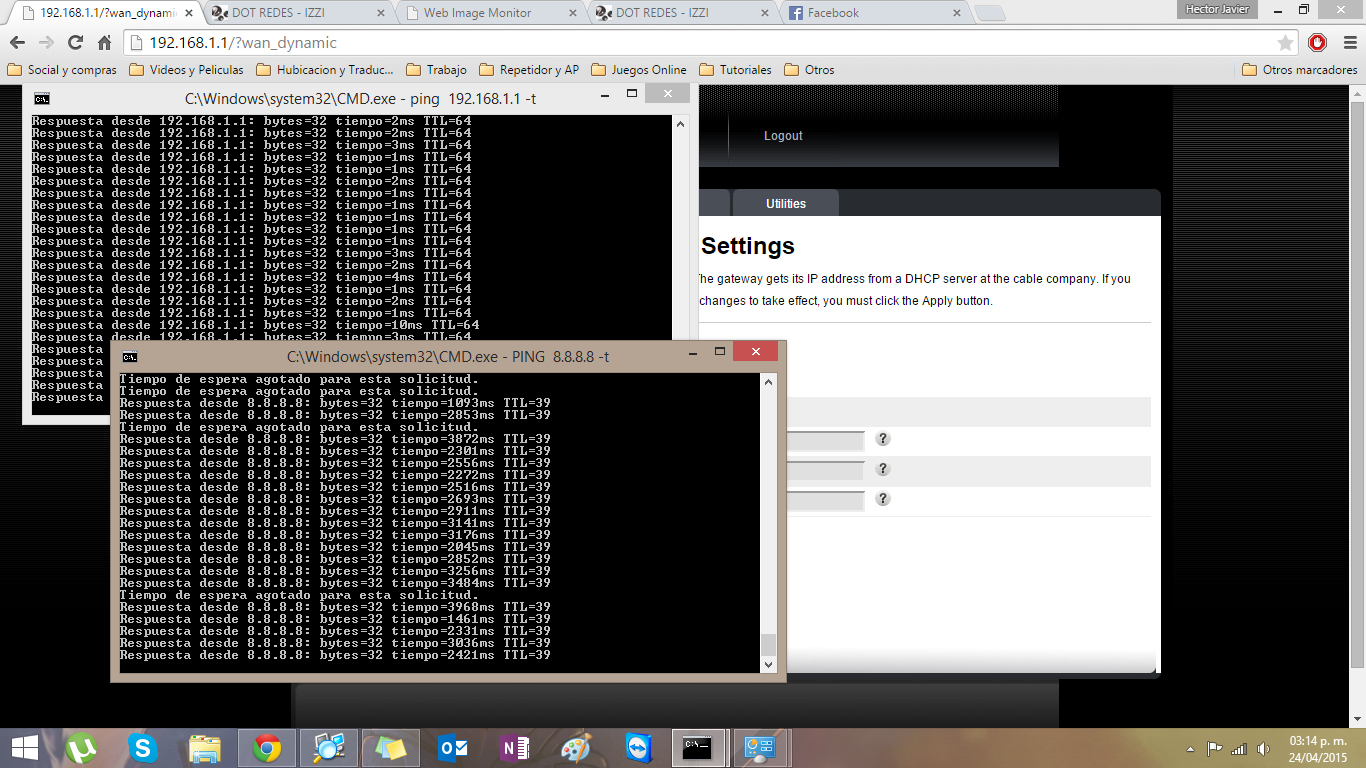 192.168.1.1/?wan_dynami
DOT REDES - IZZI
Web Image Monitor
DOT REDES - IZZI
Facebook
Hector Javier
192.168.1.1/?wan_dynamic
Social y compras
Videos y Peliculas
Hubicacion y Traduc...
Trabajo
Repetidor y AP
Juegos Online
Tutoriales
Otros
Otros marcadores
C:\Windows\system32\CMD.exe - ping 192.168.1.1 -t
Respuesta desde 192.168.1.1: bytes=32 tiempo=2ms TTL=64
Respuesta desde 192.168.1.1: bytes=32 tiempo=2ms TTL=64
Respuesta desde 192.168.1.1: bytes=32 tiempo=3ms TTL=64
Respuesta desde 192.168.1.1: bytes=32 tiempo=1ms TTL=64
Respuesta desde 192.168.1.1: bytes=32 tiempo=1ms TTL=64
Respuesta desde 192.168.1.1: bytes=32 tiempo=2ms TTL=64
Respuesta desde 192.168.1.1: bytes=32 tiempo=1ms TTL=64
Respuesta desde 192.168.1.1: bytes=32 tiempo=1ms TTL=64
Respuesta desde 192.168.1.1: bytes=32 tiempo=1ms TTL=64
Respuesta desde 192.168.1.1: bytes=32 tiempo=1ms TTL=64
Respuesta desde 192.168.1.1: bytes=32 tiempo=1ms TTL=64
Respuesta desde 192.168.1.1: bytes=32 tiempo=3ms TTL=64
Respuesta desde 192.168.1.1: bytes=32 tiempo=1ms TTL=64
Respuesta desde 192.168.1.1: bytes=32 tiempo=4ms TTL=64
Respuesta desde 192.168.1.1: bytes=32 tiempo=1ms TTL=64
Respuesta desde 192.168.1.1: bytes=32 tiempo=2ms TTL=64
Respuesta desde 192.168.1.1: bytes=32 tiempo=1ms TTL=64
Respuesta desde 192.168.1.1: bytes=32 tiempo=10ms TTL=64
Respuesta desde 192.168.1.1: bytes=32 tiempo=3ms TTL=64
Respuesta
Respuesta
Respuesta
Respuesta
Respuesta
Logout
Utilities
Settings
The gateway gets its IP address from a DHCP server at the cable company. If you
changes to take effect, you must click the Apply button.
?
?
?
C:\Windows\system32\CMD.exe - PING 8.8.8.8 -t
Tiempo de espera agotado para esta solicitud.
Tiempo de espera agotado para esta solicitud.
Respuesta desde 8.8.8.8: bytes=32 tiempo=1093ms TTL=39
Respuesta desde 8.8.8.8: bytes=32 tiempo=2853ms TTL=39
Tiempo de espera agotado para esta solicitud.
Respuesta desde 8.8.8.8: bytes=32 tiempo=3872ms TTL=39
Respuesta desde 8.8.8.8: bytes=32 tiempo=2301ms TTL=39
Respuesta desde 8.8.8.8: bytes=32 tiempo=2556ms TTL=39
Respuesta desde 8.8.8.8: bytes=32 tiempo=2272ms TTL=39
Respuesta desde 8.8.8.8: bytes=32 tiempo=2516ms TTL=39
Respuesta desde 8.8.8.8: bytes=32 tiempo=2693ms TTL=39
Respuesta desde 8.8.8.8: bytes=32 tiempo=2911ms TTL=39
Respuesta desde 8.8.8.8: bytes=32 tiempo=3141ms TTL=39
Respuesta desde 8.8.8.8: bytes=32 tiempo=3176ms TTL=39
Respuesta desde 8.8.8.8: bytes=32 tiempo=2045ms TTL=39
Respuesta desde 8.8.8.8: bytes=32 tiempo=2852ms TTL=39
Respuesta desde 8.8.8.8: bytes=32 tiempo=3256ms TTL=39
Respuesta desde 8.8.8.8: bytes=32 tiempo=3484ms TTL=39
Tiempo de espera agotado para esta solicitud.
Respuesta desde 8.8.8.8: bytes=32 tiempo=3968ms TTL=39
Respuesta desde 8.8.8.8: bytes=32 tiempo=1461ms TTL=39
Respuesta desde 8.8.8.8: bytes=32 tiempo=2331ms TTL=39
Respuesta desde 8.8.8.8: bytes=32 tiempo=3036ms TTL=39
Respuesta desde 8.8.8.8: bytes=32 tiempo=2421ms TTL=39
03:14 p. m.
24/04/2015